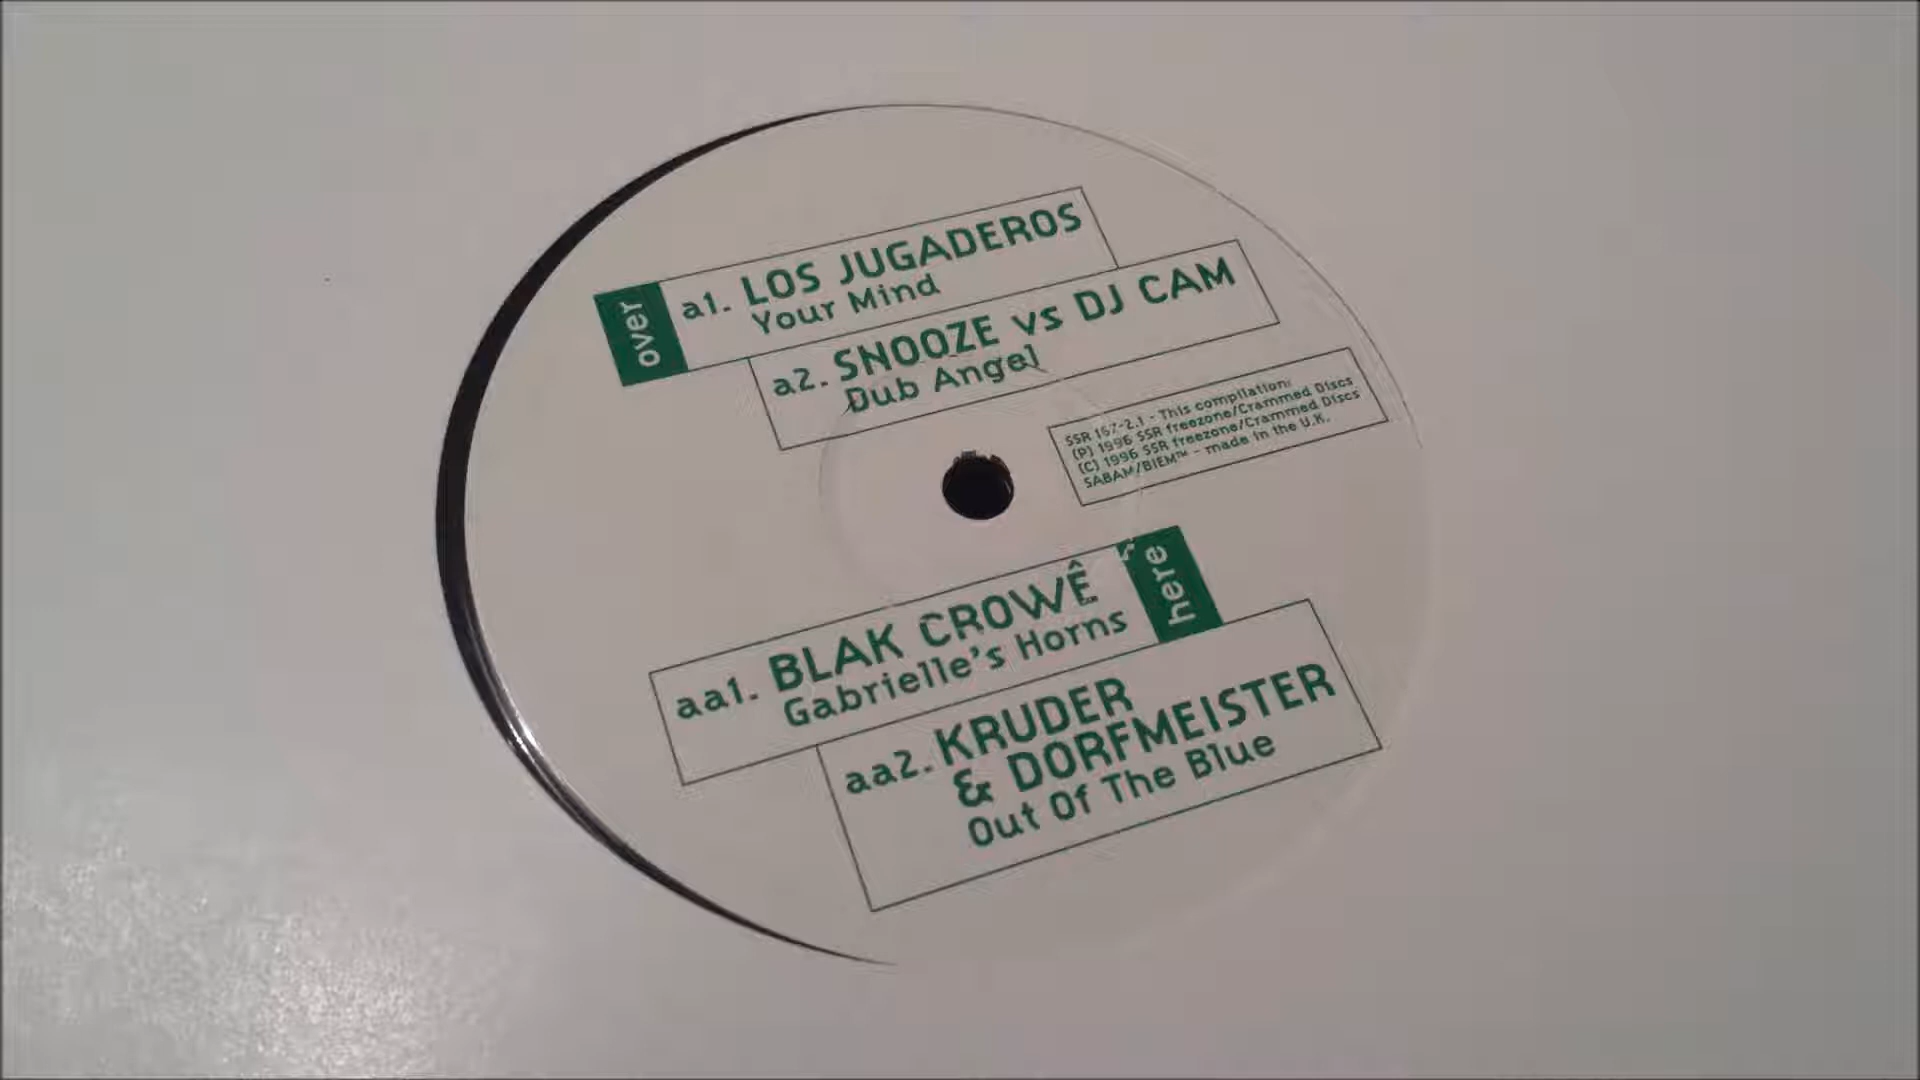 over
a1. LOS JUGADEROS
Your Mind
a2. SNOOZE vs DJ CAM
Dub Angel
SSR 167-2.1 - This compilation:
(P) 1996 SSR freezone/Crammed Discs
(C) 1996 SSR freezone/Crammed Discs
SABAM/BIEM™ - made in the U.K.
here
aa1. BLAK CROWÊ
Gabrielle's Horns
aa2. KRUDER
& DORFMEISTER
Out Of The Blue